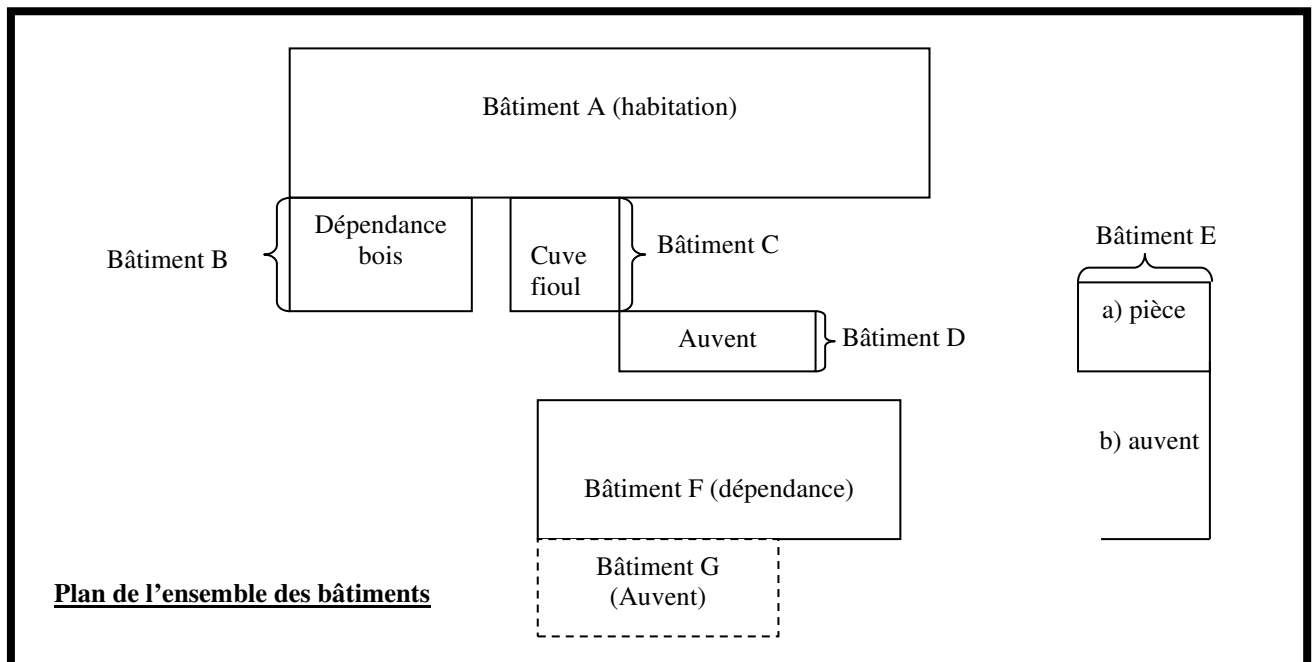 Bâtiment A (habitation)
Bâtiment B
Dépendance
bois
Cuve
fioul
Bâtiment C
Bâtiment E
a) pièce
Auvent
Bâtiment D
b) auvent
Bâtiment F (dépendance)
Bâtiment G
(Auvent)
Plan de l’ensemble des bâtiments